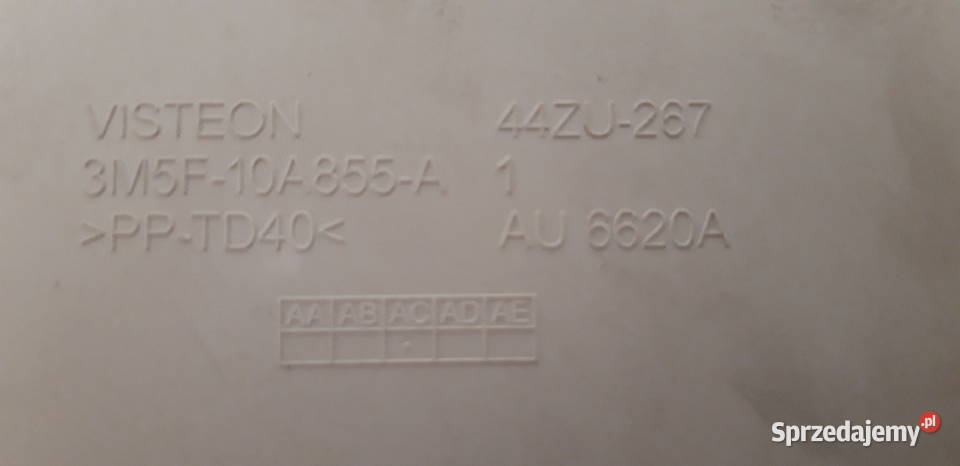 VISTEON 44ZU-267
3M5F-10A855-A 1
>PP-TD40< AU 6620A
AA AB AC AD AE
Sprzedajemy.pl